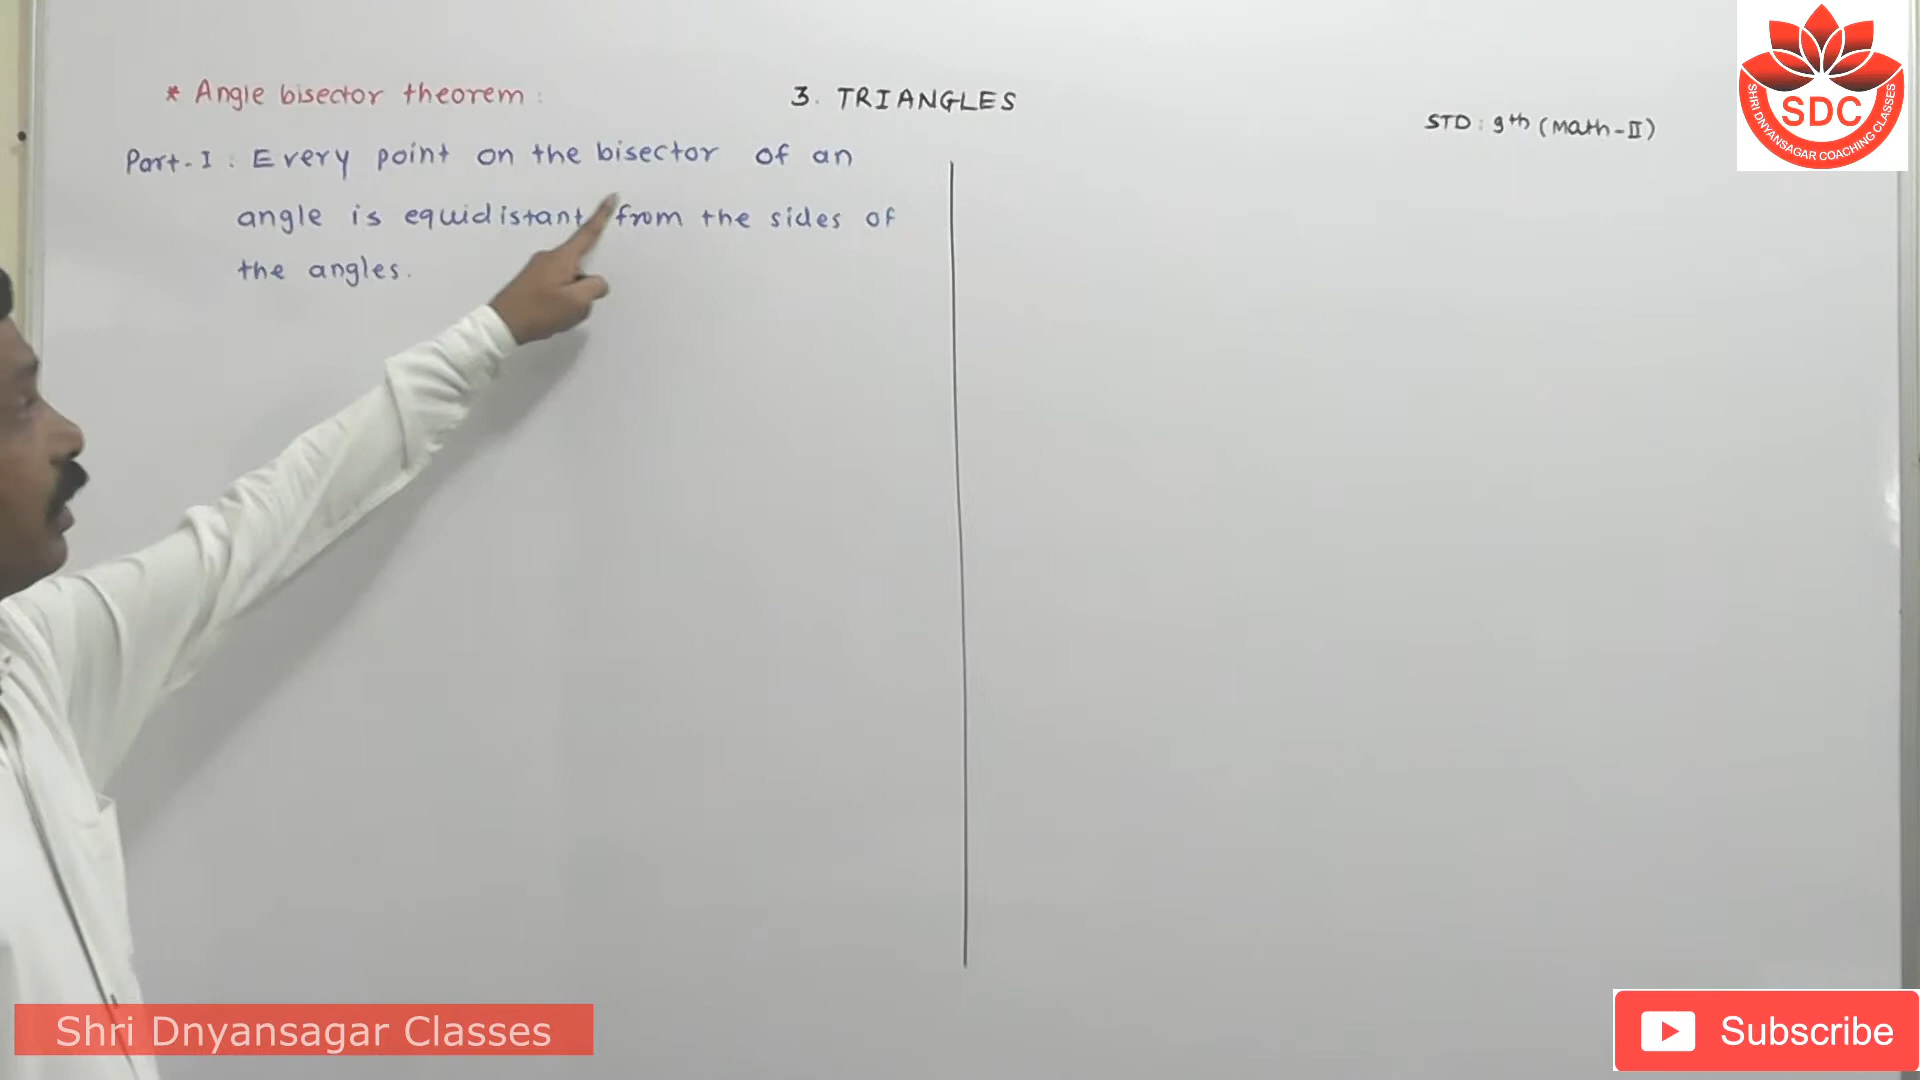 * Angle bisector theorem :
3. TRIANGLES
STD : 9th (Math-II)
Part-I : Every point on the bisector of an
angle is equidistant from the sides of
the angles.
SDC
SHRI DNYANSAGAR COACHING CLASSES
Shri Dnyansagar Classes
Subscribe